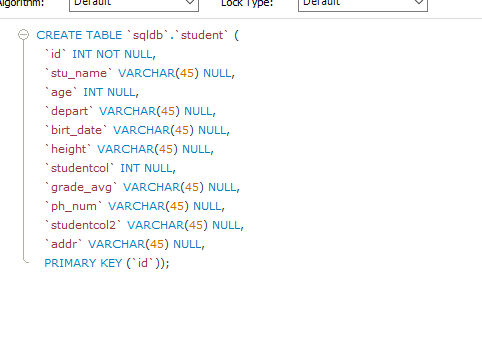 Algorithm: Default Lock Type: Default
CREATE TABLE `sqldb`.`student` (
`id` INT NOT NULL,
`stu_name` VARCHAR(45) NULL,
`age` INT NULL,
`depart` VARCHAR(45) NULL,
`birt_date` VARCHAR(45) NULL,
`height` VARCHAR(45) NULL,
`studentcol` INT NULL,
`grade_avg` VARCHAR(45) NULL,
`ph_num` VARCHAR(45) NULL,
`studentcol2` VARCHAR(45) NULL,
`addr` VARCHAR(45) NULL,
PRIMARY KEY (`id`));